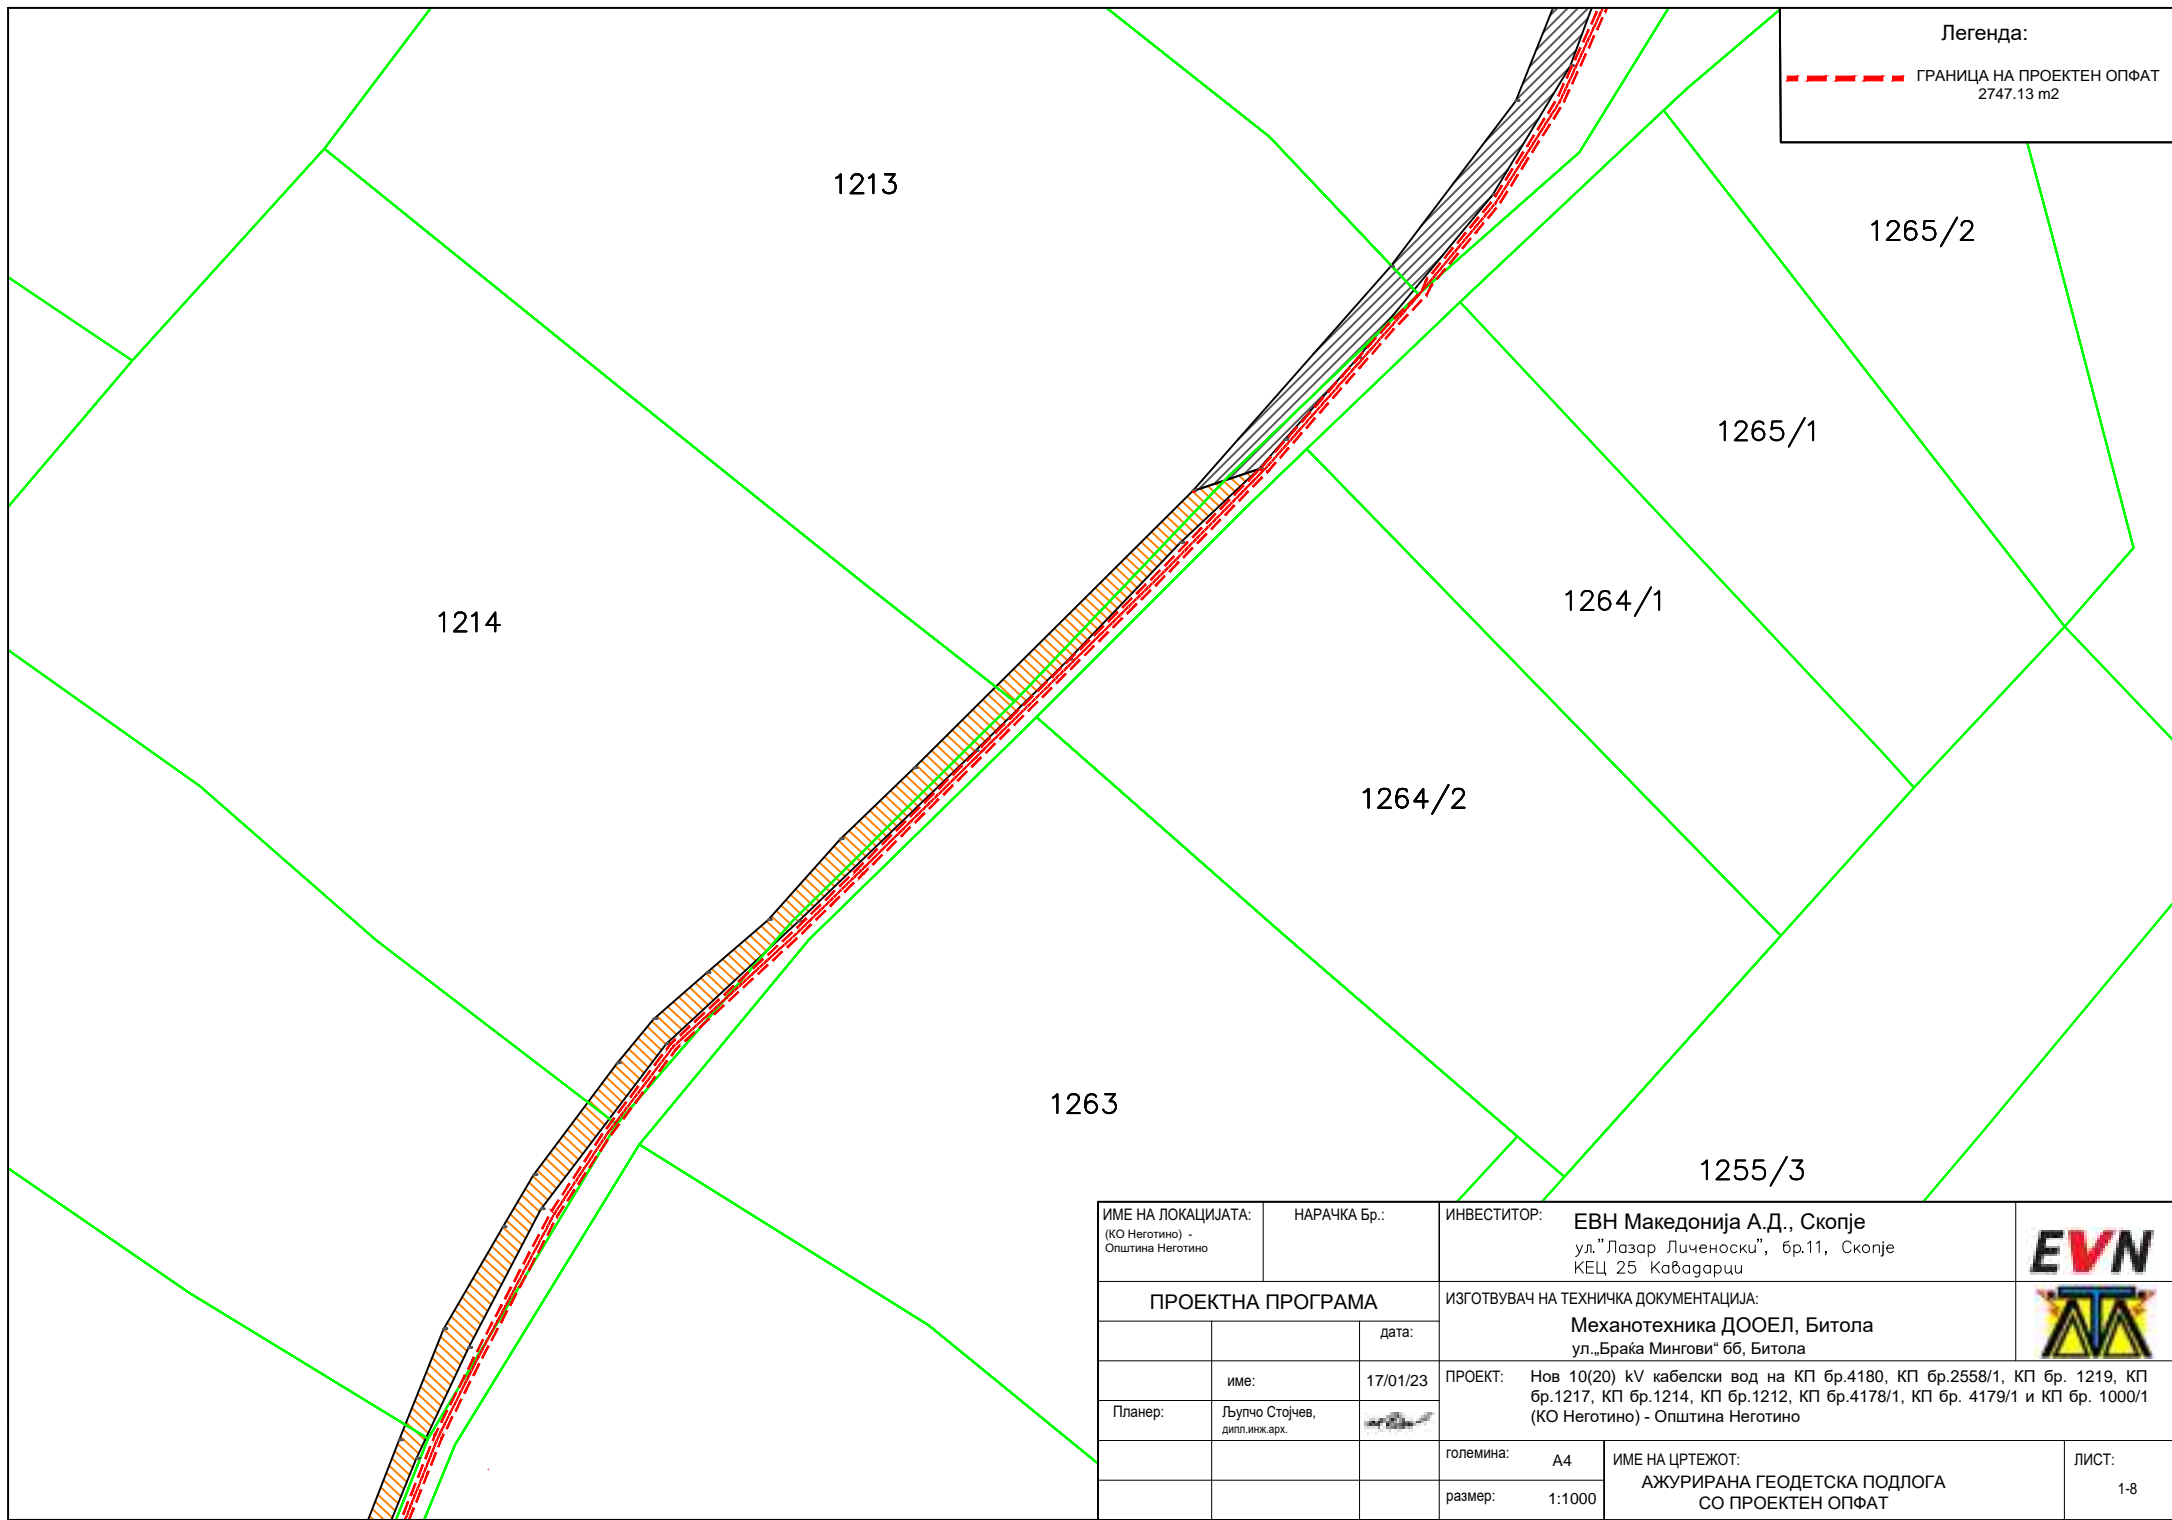 Легенда:
ГРАНИЦА НА ПРОЕКТЕН ОПФАТ
2747.13 m2
1213
1265/2
1265/1
1264/1
1214
1264/2
1263
1255/3
ИМЕ НА ЛОКАЦИЈАТА:
(КО Неготино) -
Општина Неготино
НАРАЧКА Бр.:
ИНВЕСТИТОР:
ЕВН Македонија А.Д., Скопје
ул."Лазар Личеноски", бр.11, Скопје
КЕЦ 25 Кавадарци
EVN
ПРОЕКТНА ПРОГРАМА
ИЗГОТВУВАЧ НА ТЕХНИЧКА ДОКУМЕНТАЦИЈА:
Механотехника ДООЕЛ, Битола
ул.„Браќа Мингови“ бб, Битола
дата:
име:
17/01/23
ПРОЕКТ:
Нов 10(20) kV кабелски вод на КП бр.4180, КП бр.2558/1, КП бр. 1219, КП
бр.1217, КП бр.1214, КП бр.1212, КП бр.4178/1, КП бр. 4179/1 и КП бр. 1000/1
(КО Неготино) - Општина Неготино
Планер:
Љупчо Стојчев,
дипл.инж.арх.
големина:
А4
размер:
1:1000
ИМЕ НА ЦРТЕЖОТ:
АЖУРИРАНА ГЕОДЕТСКА ПОДЛОГА
СО ПРОЕКТЕН ОПФАТ
ЛИСТ:
1-8